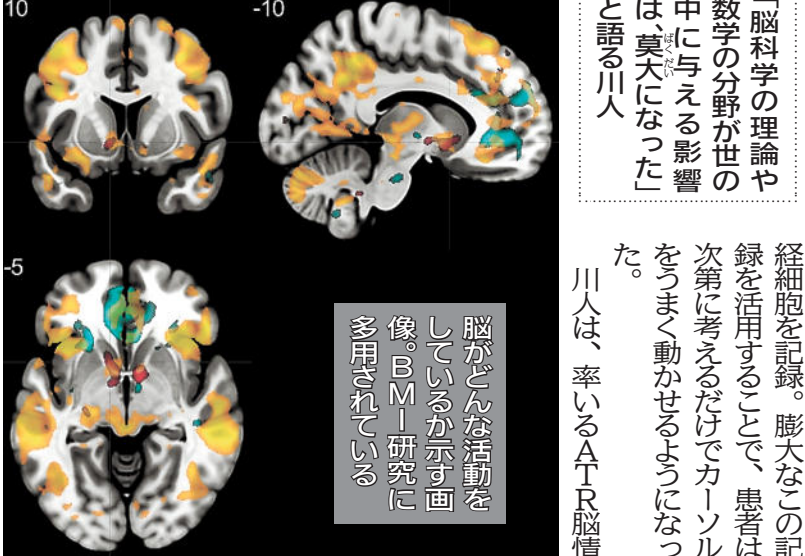 10
-10
-5
「脳科学の理論や
数学の分野が世の
中に与える影響
は、莫大になった」
ばくだい
と語る川人
経細胞を記録。膨大なこの記
録を活用することで、患者は
次第に考えるだけでカーソル
をうまく動かせるようになっ
た。
川人は、率いるATR脳情
脳がどんな活動を
しているか示す画
像。BMI研究に
多用されている